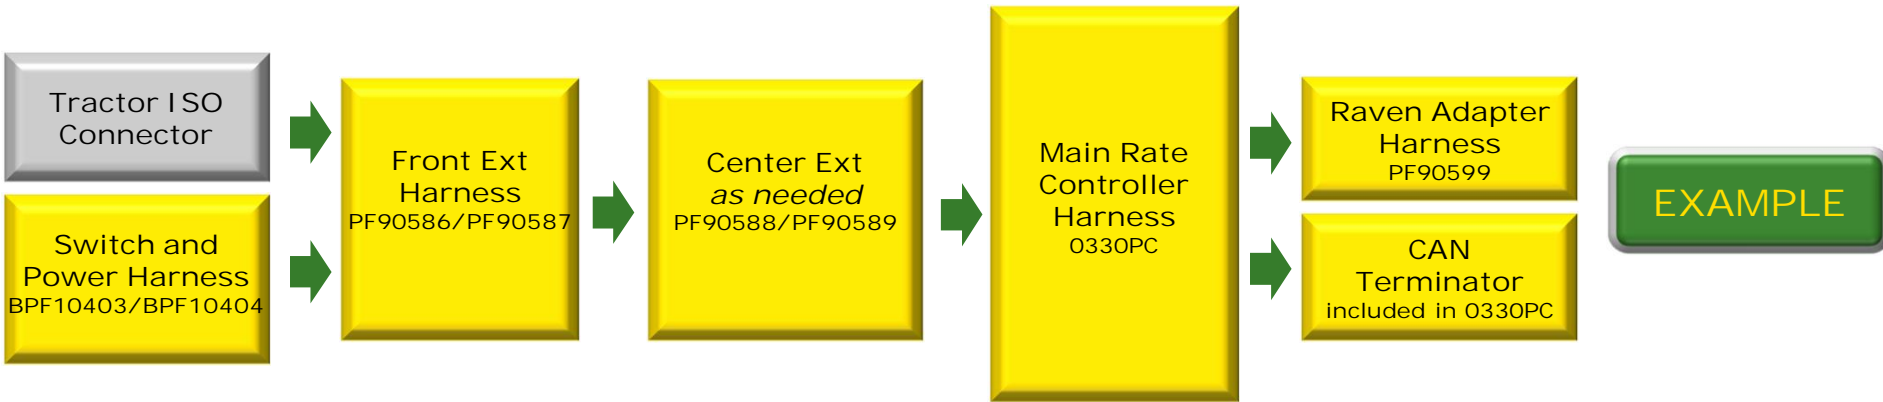 Tractor ISO
Connector
Switch and
Power Harness
BPF10403/BPF10404
Front Ext
Harness
PF90586/PF90587
Center Ext
as needed
PF90588/PF90589
Main Rate
Controller
Harness
0330PC
Raven Adapter
Harness
PF90599
CAN
Terminator
included in 0330PC
EXAMPLE